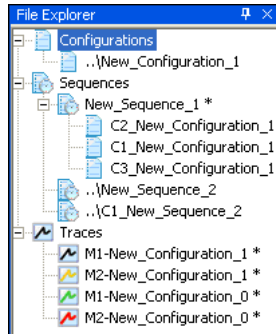 File Explorer
Configurations
..\New_Configuration_1
Sequences
New_Sequence_1 *
C2_New_Configuration_1
C1_New_Configuration_1
C3_New_Configuration_1
..\New_Sequence_2
..\C1_New_Sequence_2
Traces
M1-New_Configuration_1 *
M2-New_Configuration_1 *
M1-New_Configuration_0 *
M2-New_Configuration_0 *